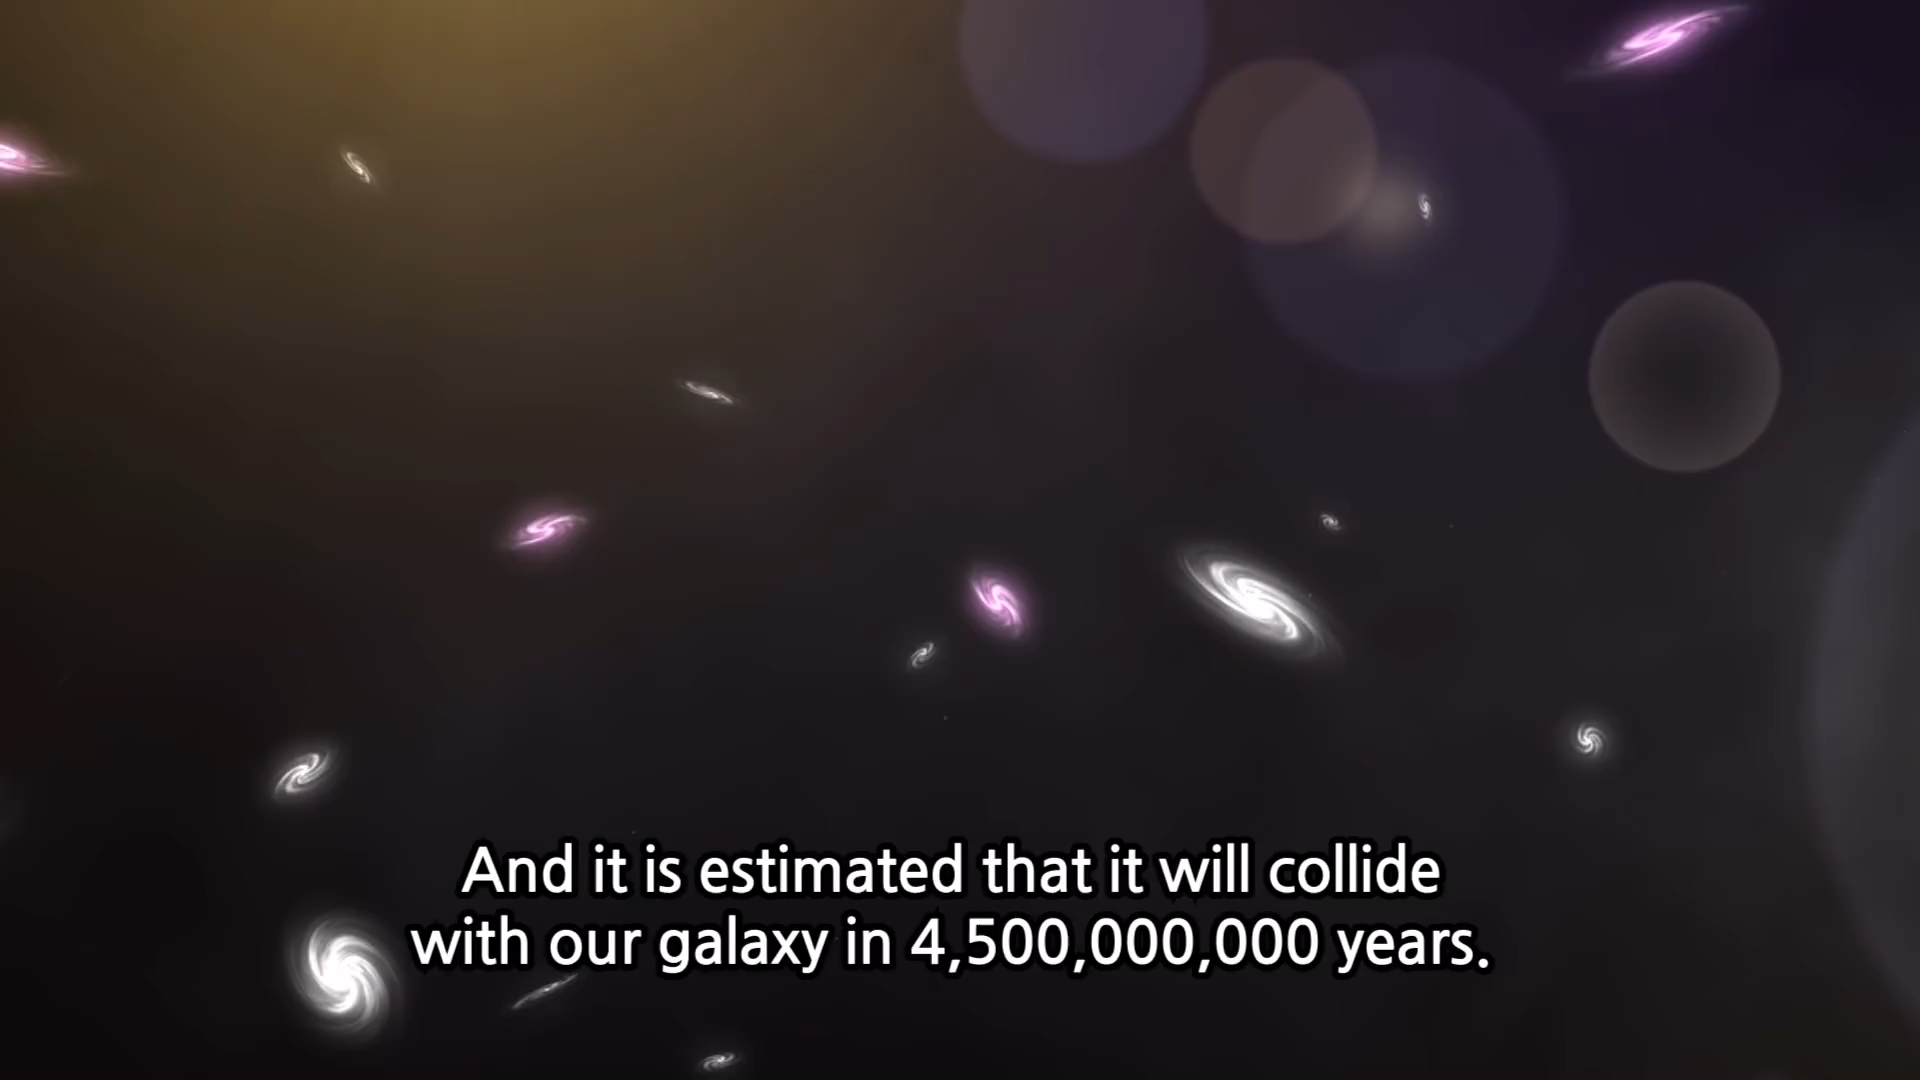 And it is estimated that it will collide
with our galaxy in 4,500,000,000 years.